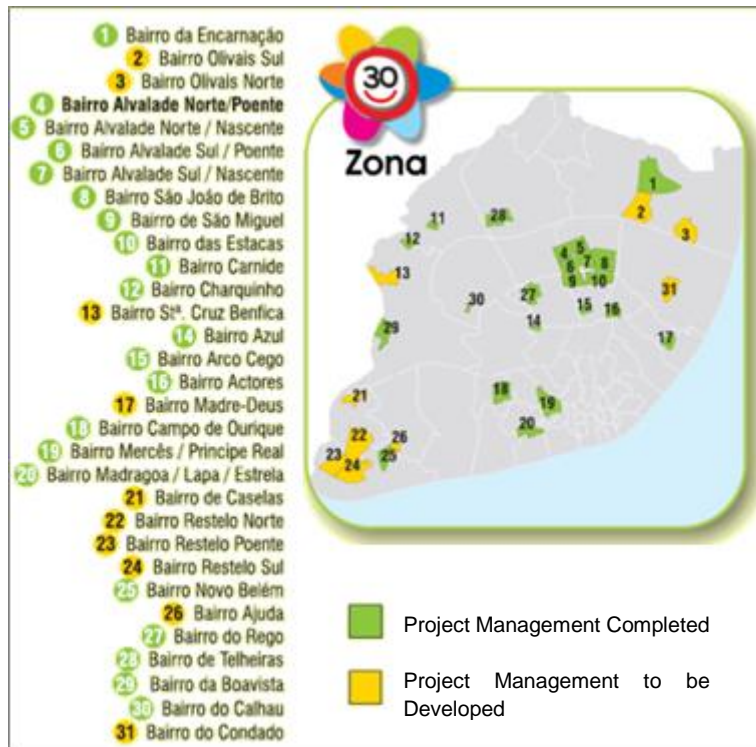 1 Bairro da Encarnação
2 Bairro Olivais Sul
3 Bairro Olivais Norte
4 Bairro Alvalade Norte/Poente
5 Bairro Alvalade Norte / Nascente
6 Bairro Alvalade Sul / Poente
7 Bairro Alvalade Sul / Nascente
8 Bairro São João de Brito
9 Bairro de São Miguel
10 Bairro das Estacas
11 Bairro Carnide
12 Bairro Charquinho
13 Bairro Stª. Cruz Benfica
14 Bairro Azul
15 Bairro Arco Cego
16 Bairro Actores
17 Bairro Madre-Deus
18 Bairro Campo de Ourique
19 Bairro Mercês / Principe Real
20 Bairro Madragoa / Lapa / Estrela
21 Bairro de Caselas
22 Bairro Restelo Norte
23 Bairro Restelo Poente
24 Bairro Restelo Sul
25 Bairro Novo Belém
26 Bairro Ajuda
27 Bairro do Rego
28 Bairro de Telheiras
29 Bairro da Boavista
30 Bairro do Calhau
31 Bairro do Condado
30
Zona
1
2
3
28
11
12
13
4 5
6 7 8
9 10
31
30
27
14
15
16
17
29
18
19
20
21
22
26
23
24
25
Project Management Completed
Project Management to be
Developed